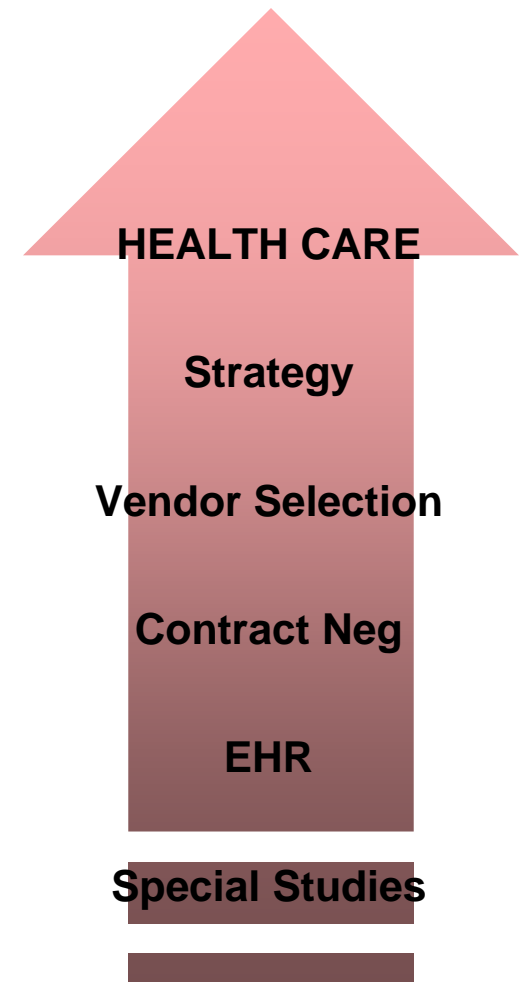 HEALTH CARE
Strategy
Vendor Selection
Contract Neg
EHR
Special Studies